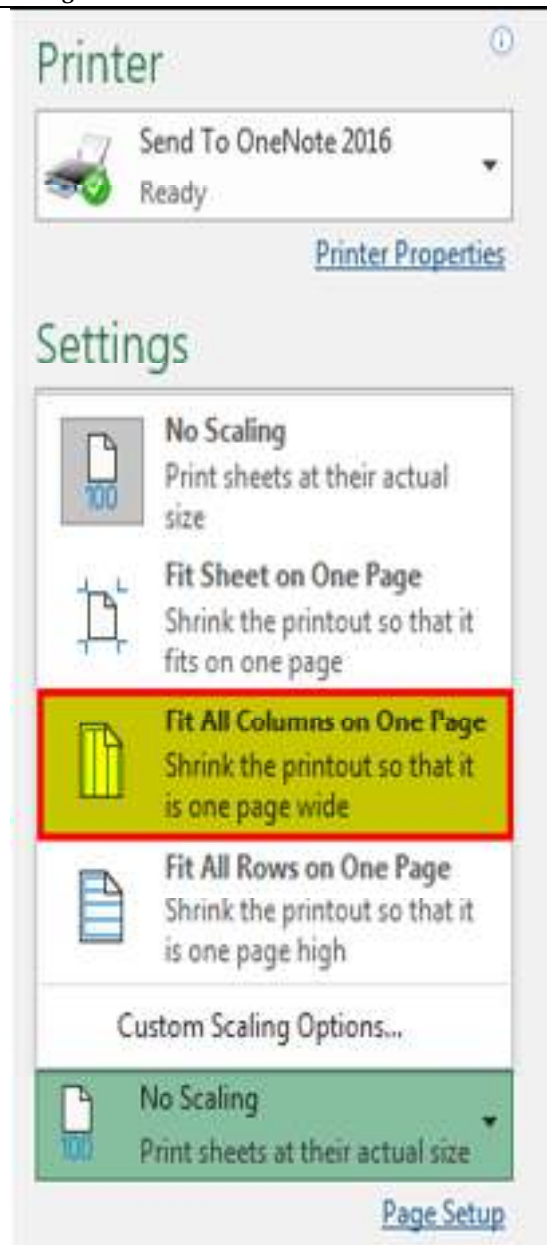 Printer
Send To OneNote 2016
Ready
Printer Properties
Settings
No Scaling
Print sheets at their actual
size
100
Fit Sheet on One Page
Shrink the printout so that it
fits on one page
Fit All Columns on One Page
Shrink the printout so that it
is one page wide
Fit All Rows on One Page
Shrink the printout so that it
is one page high
Custom Scaling Options...
No Scaling
100
Print sheets at their actual size
Page Setup